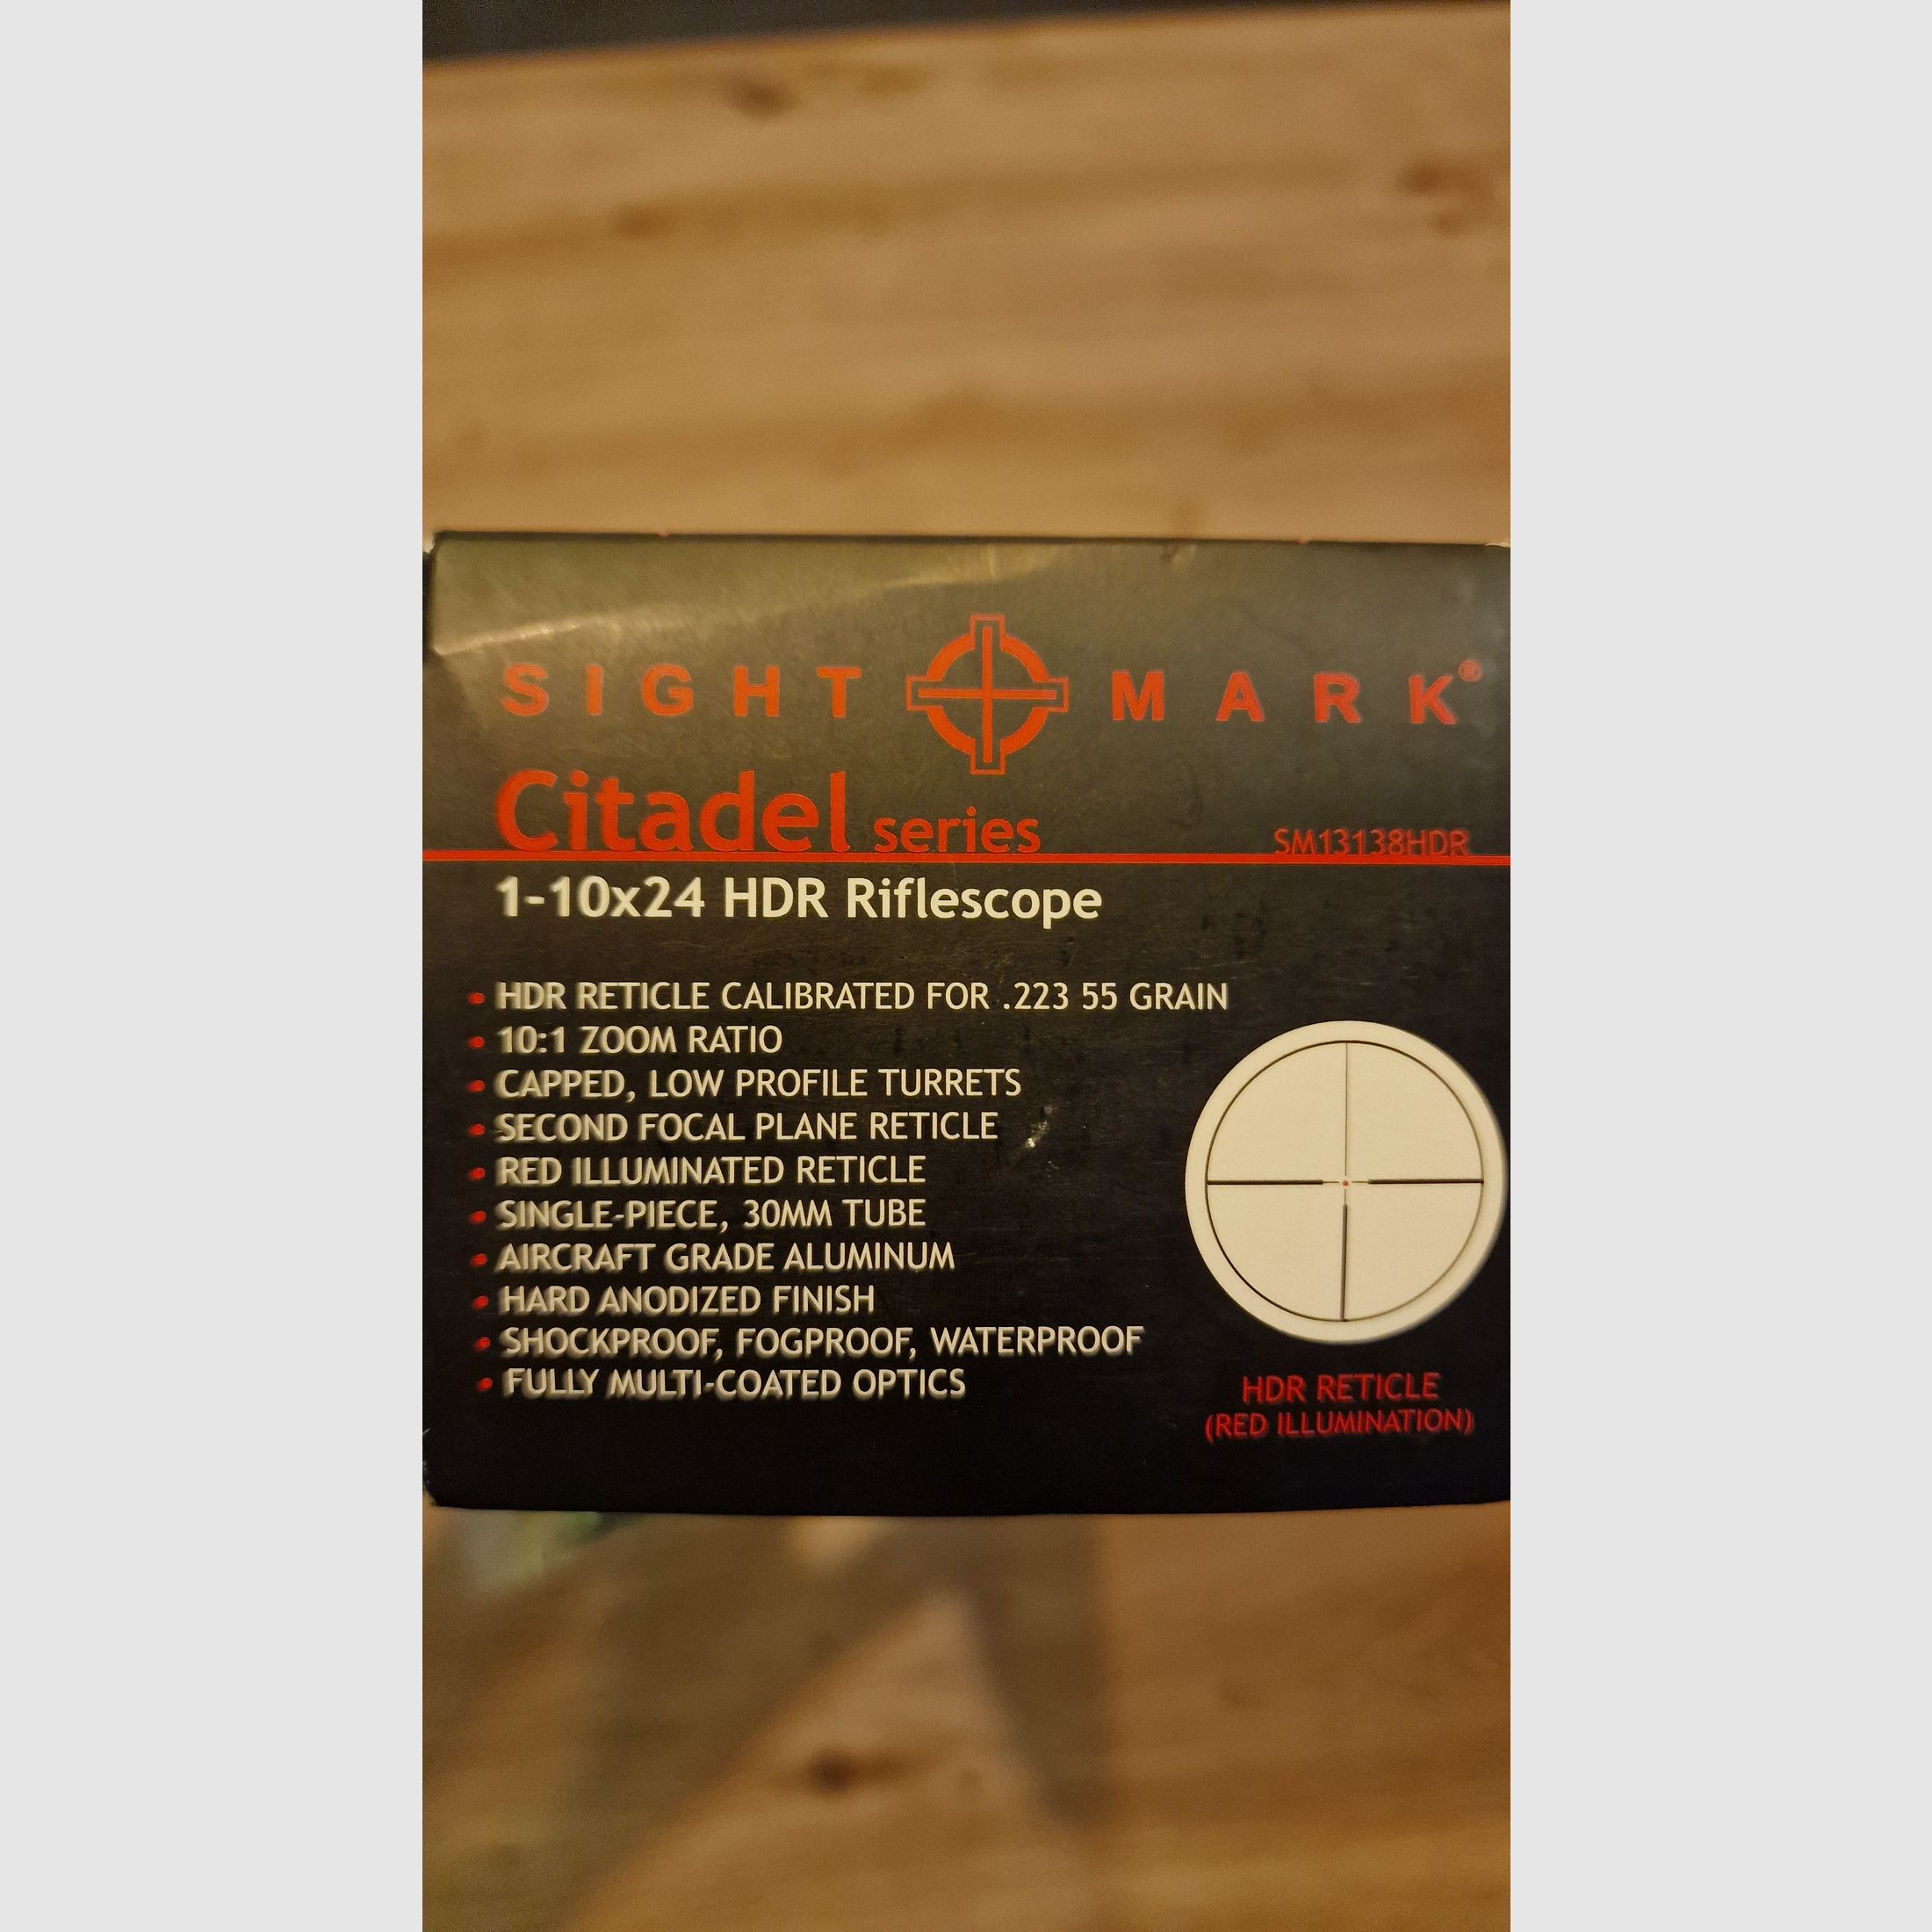 SIGHT MARK®
Citadel series
SM13138HDR
1-10x24 HDR Riflescope
• HDR RETICLE CALIBRATED FOR .223 55 GRAIN
• 10:1 ZOOM RATIO
• CAPPED, LOW PROFILE TURRETS
• SECOND FOCAL PLANE RETICLE
• RED ILLUMINATED RETICLE
• SINGLE-PIECE, 30MM TUBE
• AIRCRAFT GRADE ALUMINUM
• HARD ANODIZED FINISH
• SHOCKPROOF, FOGPROOF, WATERPROOF
• FULLY MULTI-COATED OPTICS
HDR RETICLE
(RED ILLUMINATION)